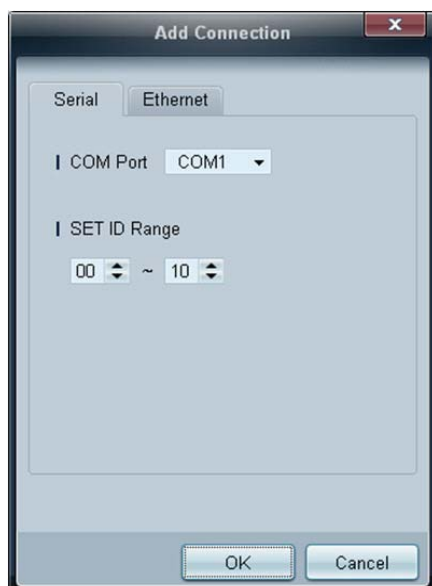 Add Connection
x
Serial Ethernet
COM Port COM1
SET ID Range
00 ~ 10
OK Cancel